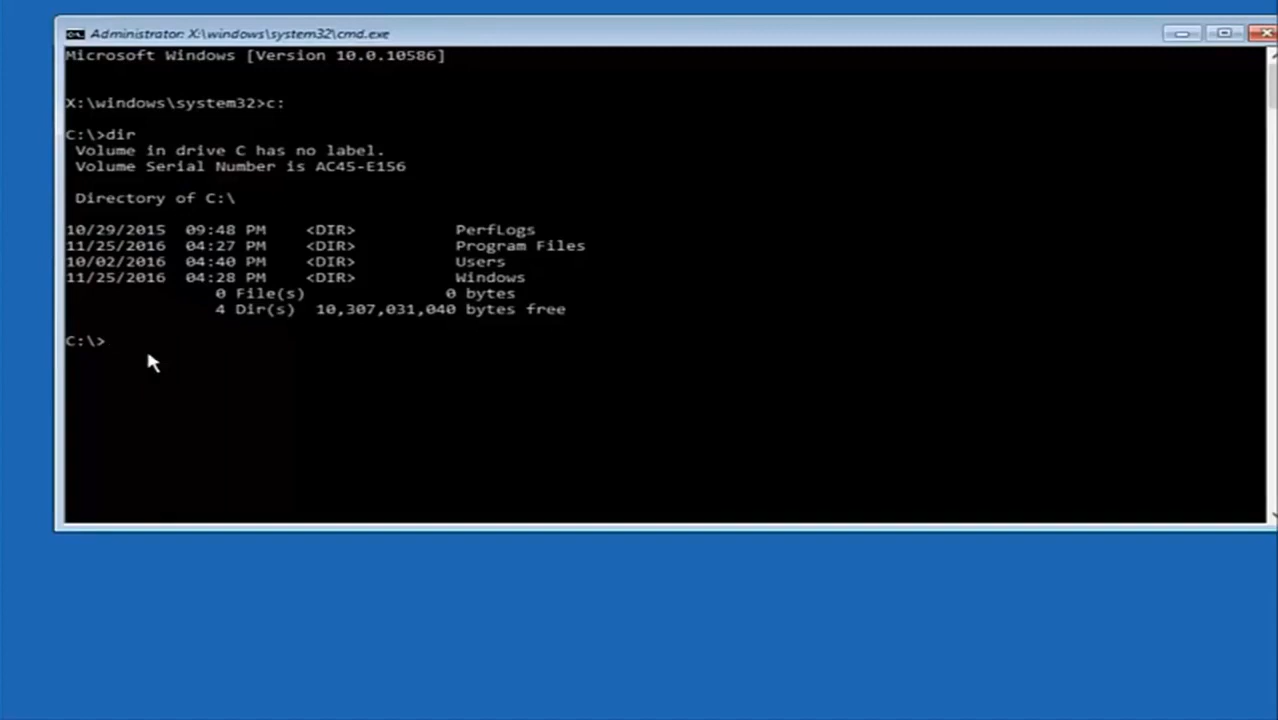 Administrator: X:\windows\system32\cmd.exe
Microsoft Windows [Version 10.0.10586]
X:\windows\system32>c:
C:\>dir
Volume in drive C has no label.
Volume Serial Number is AC45-E156
Directory of C:\
10/29/2015 09:48 PM <DIR> PerfLogs
11/25/2016 04:27 PM <DIR> Program Files
10/02/2016 04:40 PM <DIR> Users
11/25/2016 04:28 PM <DIR> Windows
0 File(s) 0 bytes
4 Dir(s) 10,307,031,040 bytes free
C:\>